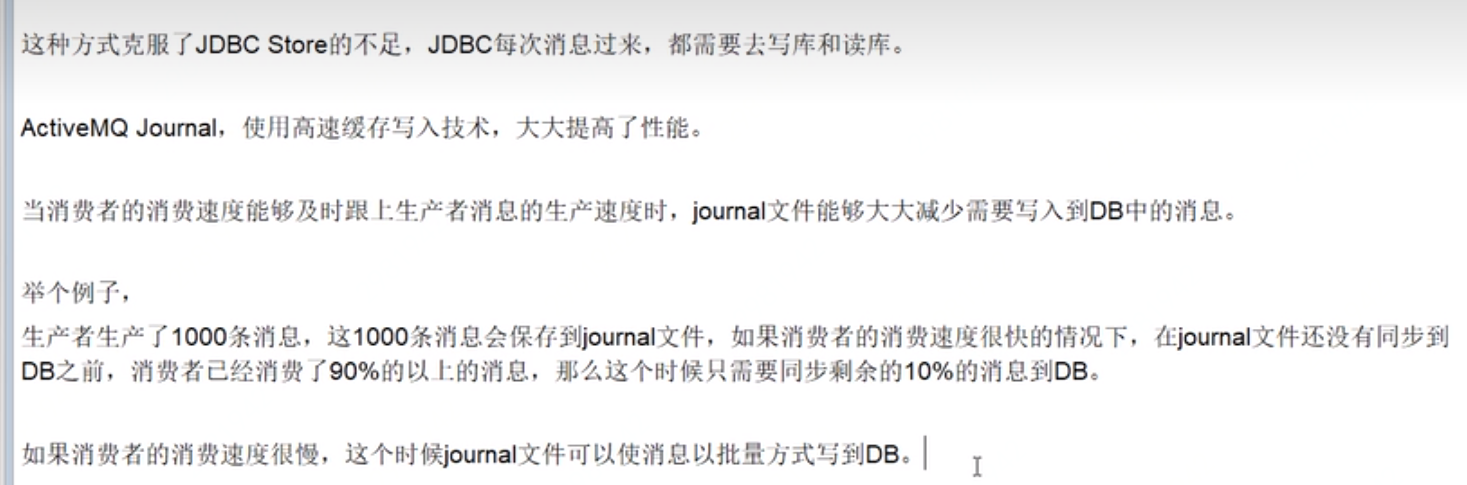 这种方式克服了JDBC Store的不足，JDBC每次消息过来，都需要去写库和读库。
ActiveMQ Journal，使用高速缓存写入技术，大大提高了性能。
当消费者的消费速度能够及时跟上生产者消息的生产速度时，journal文件能够大大减少需要写入到DB中的消息。
举个例子，
生产者生产了1000条消息，这1000条消息会保存到journal文件，如果消费者的消费速度很快的情况下，在journal文件还没有同步到
DB之前，消费者已经消费了90%的以上的消息，那么这个时候只需要同步剩余的10%的消息到DB。
如果消费者的消费速度很慢，这个时候journal文件可以使消息以批量方式写到DB。